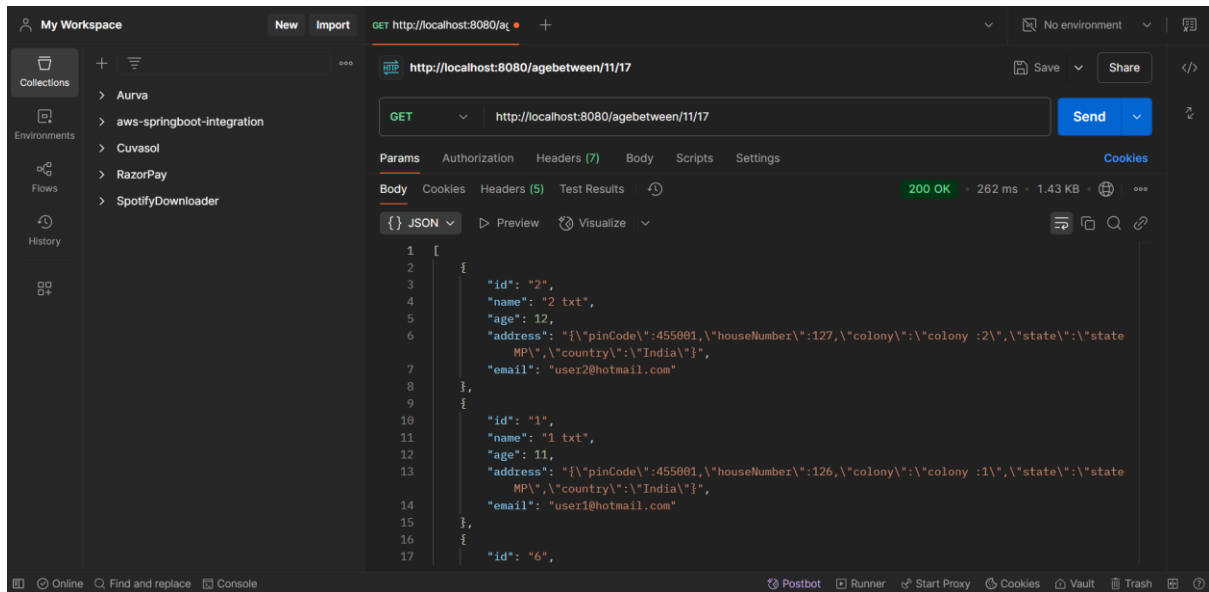 My Workspace
New
Import
GET http://localhost:8080/ag
No environment
http://localhost:8080/agebetween/11/17
Save
Share
Collections
Environments
Flows
History
Aurva
aws-springboot-integration
Cuvasol
RazorPay
SpotifyDownloader
GET
http://localhost:8080/agebetween/11/17
Send
Params Authorization Headers (7) Body Scripts Settings
Cookies
Body Cookies Headers (5) Test Results
200 OK 262 ms 1.43 KB
{} JSON Preview Visualize
1 [
2 {
3 "id": "2",
4 "name": "2 txt",
5 "age": 12,
6 "address": "{\"pinCode\":455001,\"houseNumber\":127,\"colony\":\"colony :2\",\"state\":\"state
MP\",\"country\":\"India\"}",
7 "email": "user2@hotmail.com"
8 },
9 {
10 "id": "1",
11 "name": "1 txt",
12 "age": 11,
13 "address": "{\"pinCode\":455001,\"houseNumber\":126,\"colony\":\"colony :1\",\"state\":\"state
MP\",\"country\":\"India\"}",
14 "email": "user1@hotmail.com"
15 },
16 {
17 "id": "6",
Online Find and replace Console
Postbot Runner Start Proxy Cookies Vault Trash